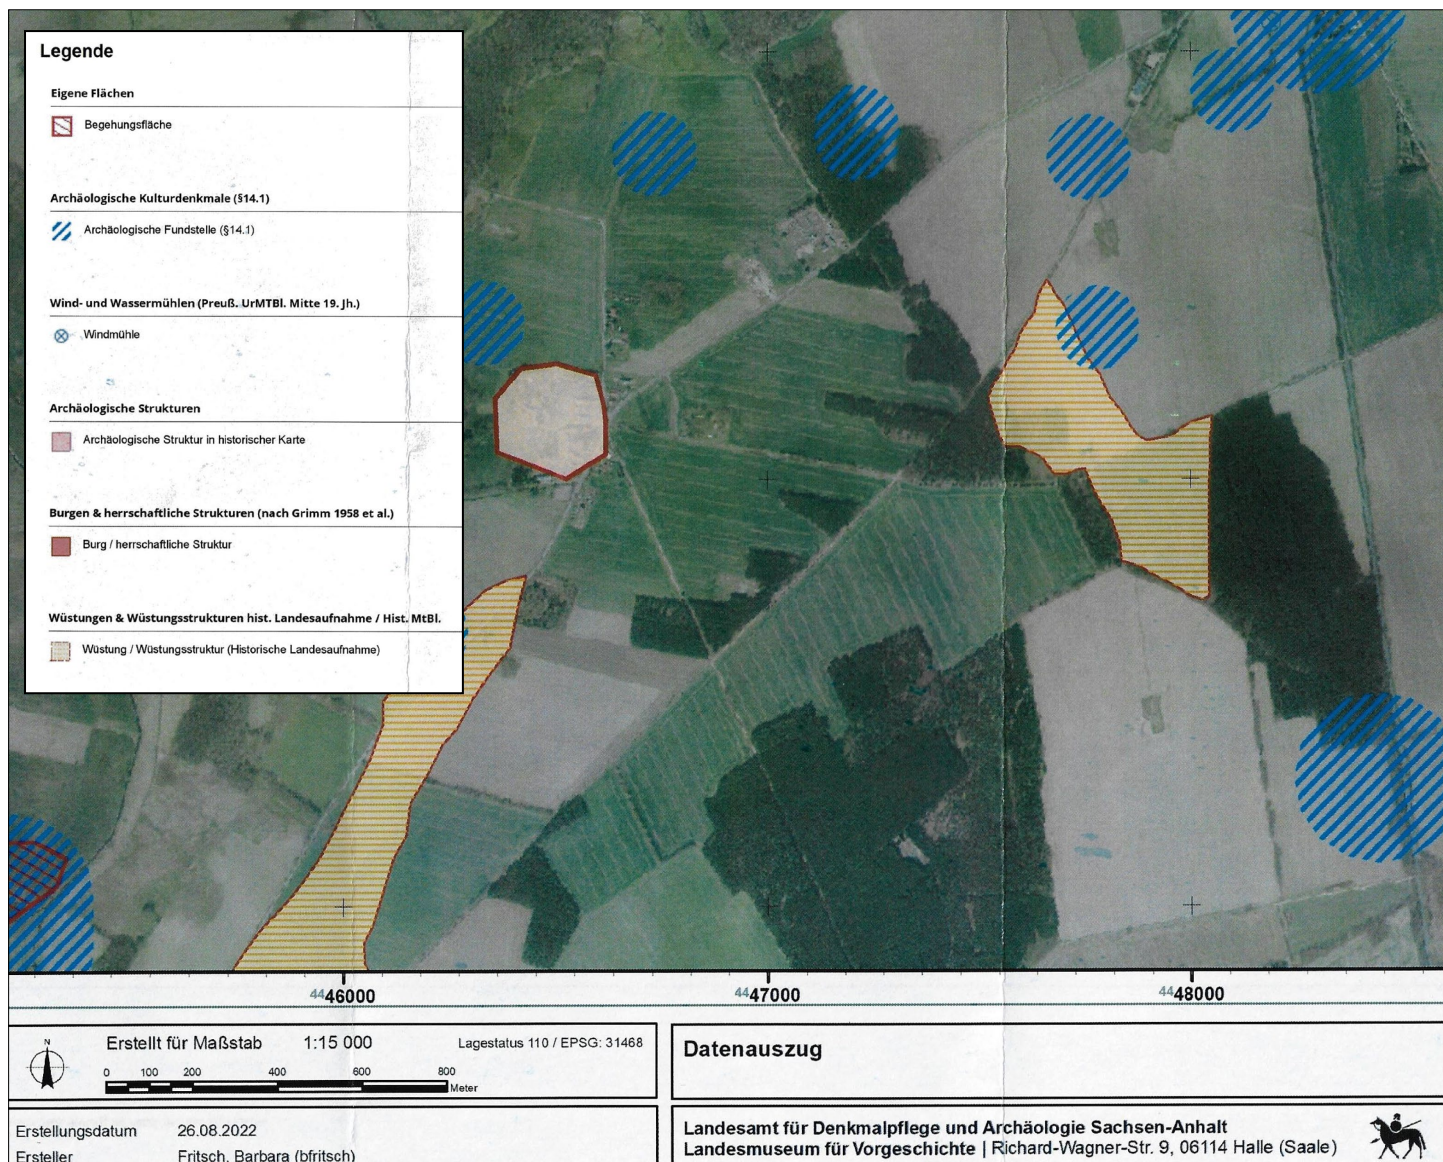 Legende
Eigene Flächen
Begehungsfläche
Archäologische Kulturdenkmale (§14.1)
Archäologische Fundstelle (§14.1)
Wind- und Wassermühlen (Preuß. UrMTBl. Mitte 19. Jh.)
Windmühle
Archäologische Strukturen
Archäologische Struktur in historischer Karte
Burgen & herrschaftliche Strukturen (nach Grimm 1958 et al.)
Burg / herrschaftliche Struktur
Wüstungen & Wüstungsstrukturen hist. Landesaufnahme / Hist. MtBl.
Wüstung / Wüstungsstruktur (Historische Landesaufnahme)
4446000 4447000 4448000
N
Erstellt für Maßstab 1:15 000 Lagestatus 110 / EPSG: 31468
0 100 200 400 600 800
Meter
Datenauszug
Erstellungsdatum 26.08.2022
Ersteller Fritsch, Barbara (bfritsch)
Landesamt für Denkmalpflege und Archäologie Sachsen-Anhalt
Landesmuseum für Vorgeschichte | Richard-Wagner-Str. 9, 06114 Halle (Saale)